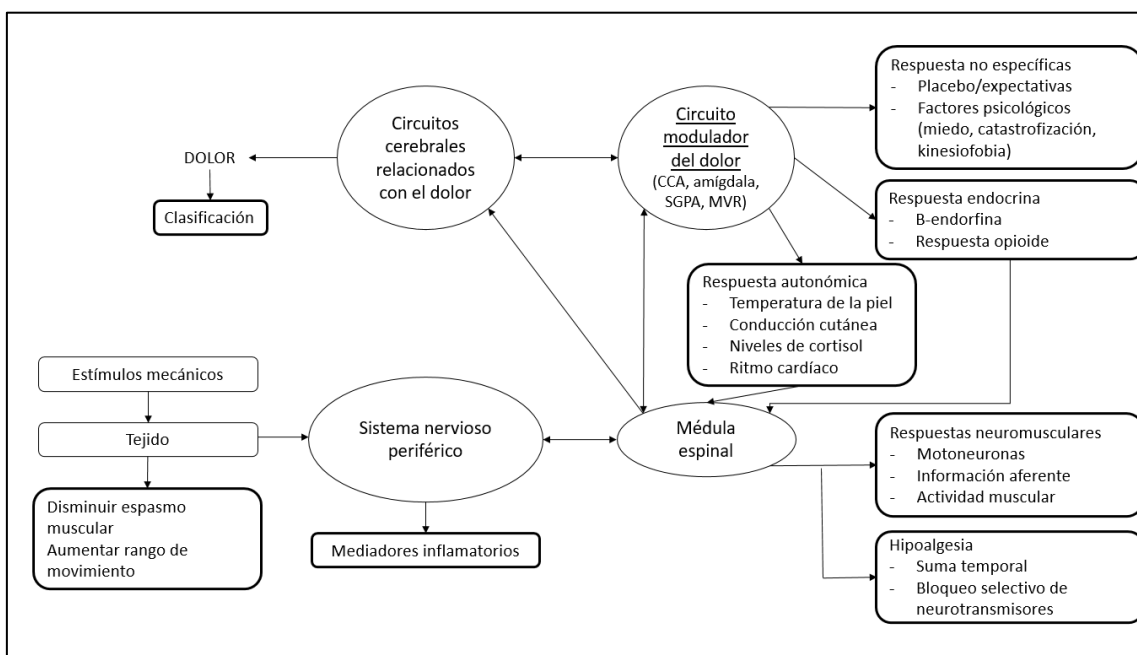 Circuitos
cerebrales
relacionados
con el dolor
DOLOR
Clasificación
Circuito
modulador
del dolor
(CCA, amígdala,
SGPA, MVR)
Respuesta no específicas
- Placebo/expectativas
- Factores psicológicos
(miedo, catastrofización,
kinesiofobia)
Respuesta endocrina
- B-endorfina
- Respuesta opioide
Respuesta autonómica
- Temperatura de la piel
- Conducción cutánea
- Niveles de cortisol
- Ritmo cardíaco
Estímulos mecánicos
Tejido
Disminuir espasmo
muscular
Aumentar rango de
movimiento
Sistema nervioso
periférico
Mediadores inflamatorios
Médula
espinal
Respuestas neuromusculares
- Motoneuronas
- Información aferente
- Actividad muscular
Hipoalgesia
- Suma temporal
- Bloqueo selectivo de
neurotransmisores